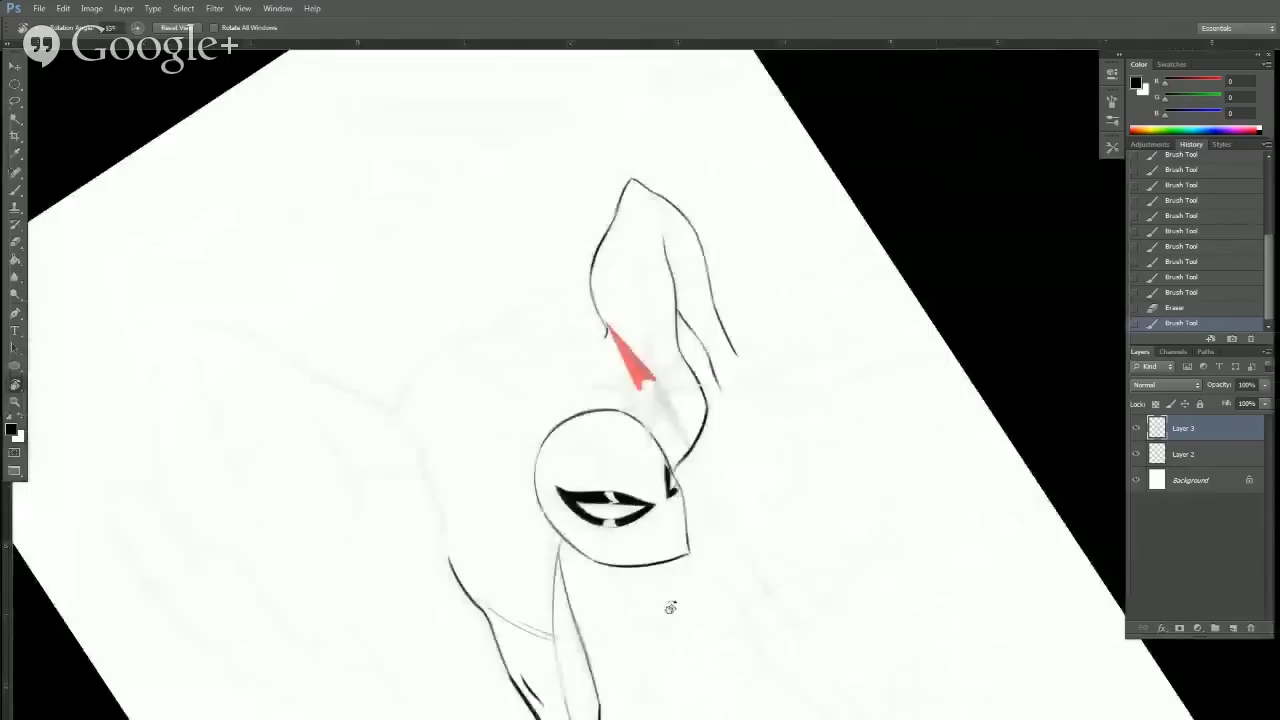 Ps File Edit Image Layer Type Select Filter View Window Help
Rotation Angle: Reset View Rotate All Windows Essentials
Google+
Color Swatches
R 0
G 0
B 0
Adjustments History Styles
Brush Tool
Brush Tool
Brush Tool
Brush Tool
Brush Tool
Brush Tool
Brush Tool
Brush Tool
Brush Tool
Brush Tool
Eraser
Brush Tool
Layers Channels Paths
Kind
Normal Opacity: 100%
Lock: Fill: 100%
Layer 3
Layer 2
Background